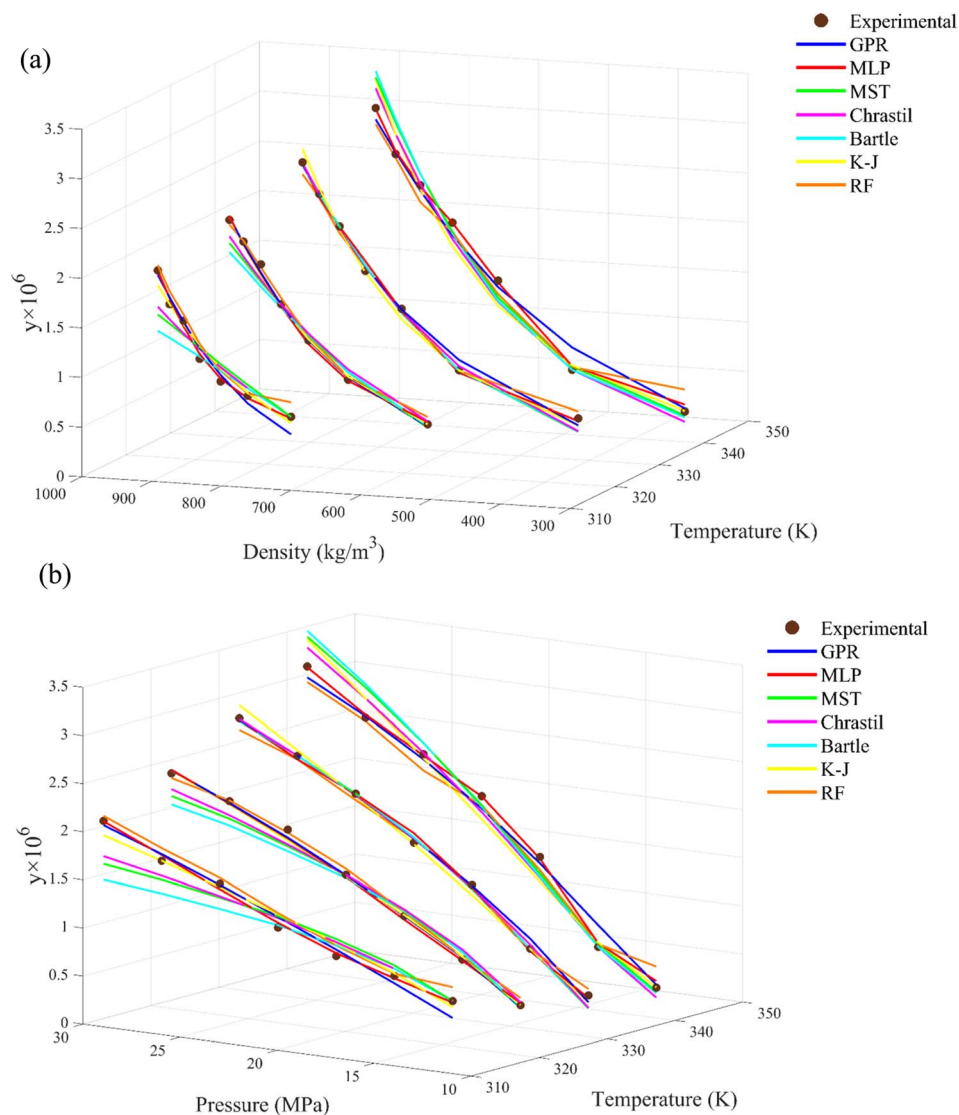 (a)
Experimental
GPR
MLP
MST
Chrastil
Bartle
K-J
RF
3.5
3
2.5
2
1.5
1
0.5
0
y×10⁶
1000
900
800
700
600
500
400
300
Density (kg/m³)
310
320
330
340
350
Temperature (K)
(b)
Experimental
GPR
MLP
MST
Chrastil
Bartle
K-J
RF
3.5
3
2.5
2
1.5
1
0.5
0
y×10⁶
30
25
20
15
10
Pressure (MPa)
310
320
330
340
350
Temperature (K)